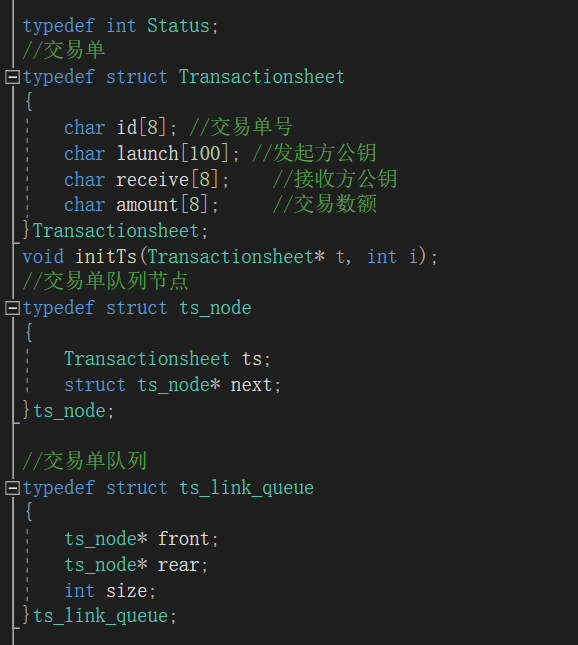 typedef int Status;
//交易单
typedef struct Transactionsheet
{
char id[8]; //交易单号
char launch[100]; //发起方公钥
char receive[8]; //接收方公钥
char amount[8]; //交易数额
}Transactionsheet;
void initTs(Transactionsheet* t, int i);
//交易单队列节点
typedef struct ts_node
{
Transactionsheet ts;
struct ts_node* next;
}ts_node;
//交易单队列
typedef struct ts_link_queue
{
ts_node* front;
ts_node* rear;
int size;
}ts_link_queue;